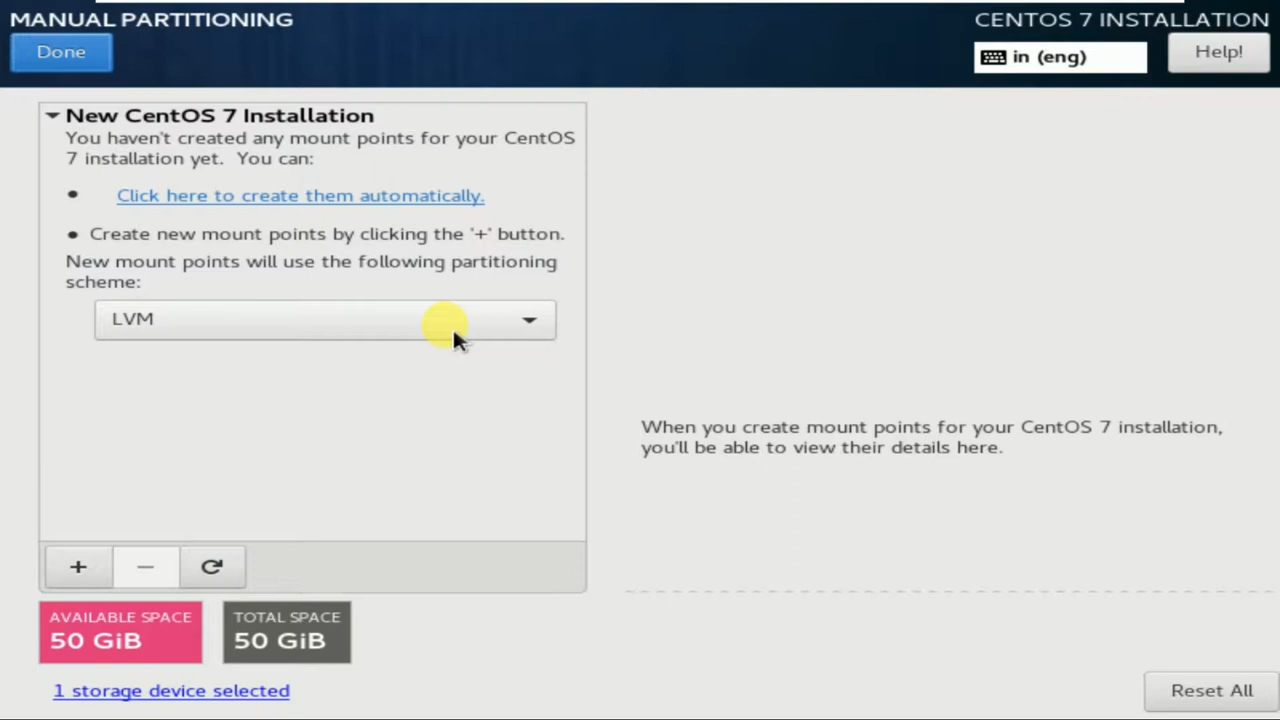 MANUAL PARTITIONING
CENTOS 7 INSTALLATION
Done
in (eng)
Help!
New CentOS 7 Installation
You haven't created any mount points for your CentOS
7 installation yet. You can:
• Click here to create them automatically.
• Create new mount points by clicking the '+' button.
New mount points will use the following partitioning
scheme:
LVM
When you create mount points for your CentOS 7 installation,
you'll be able to view their details here.
+
−
AVAILABLE SPACE
50 GiB
TOTAL SPACE
50 GiB
1 storage device selected
Reset All